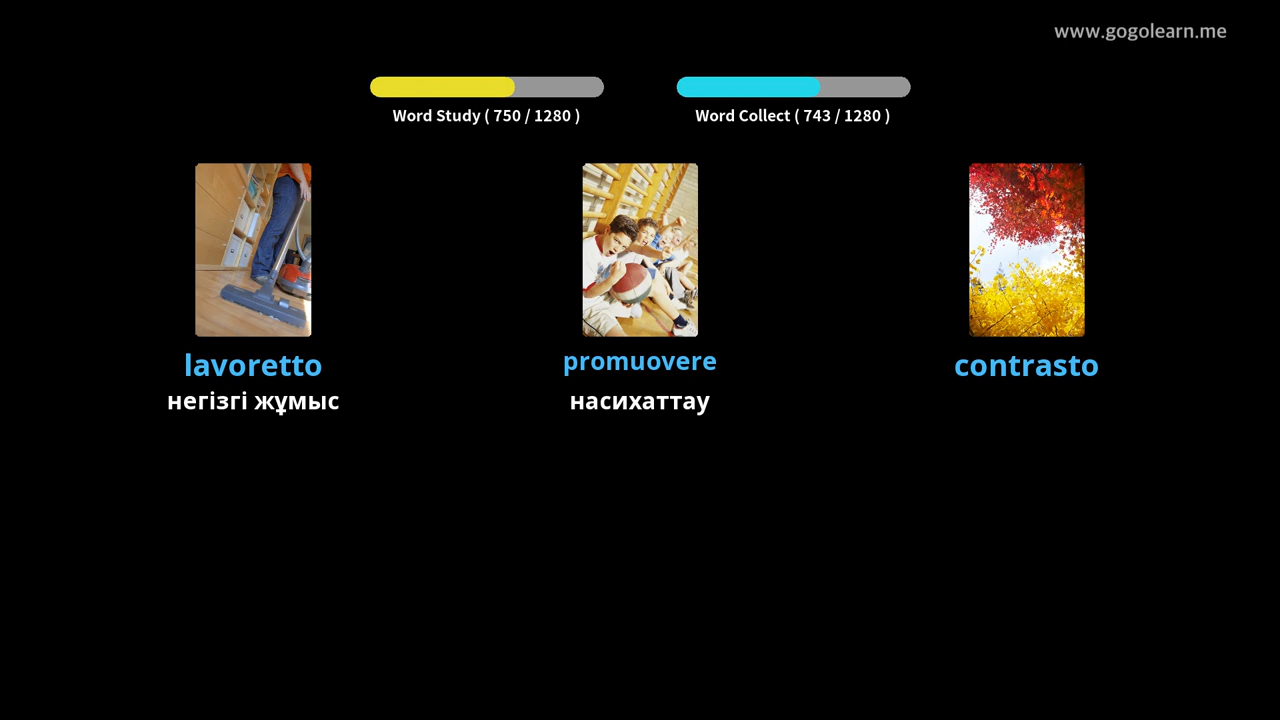 www.gogolearn.me
Word Study ( 750 / 1280 )
Word Collect ( 743 / 1280 )
lavoretto
promuovere
contrasto
негізгі жұмыс
насихаттау